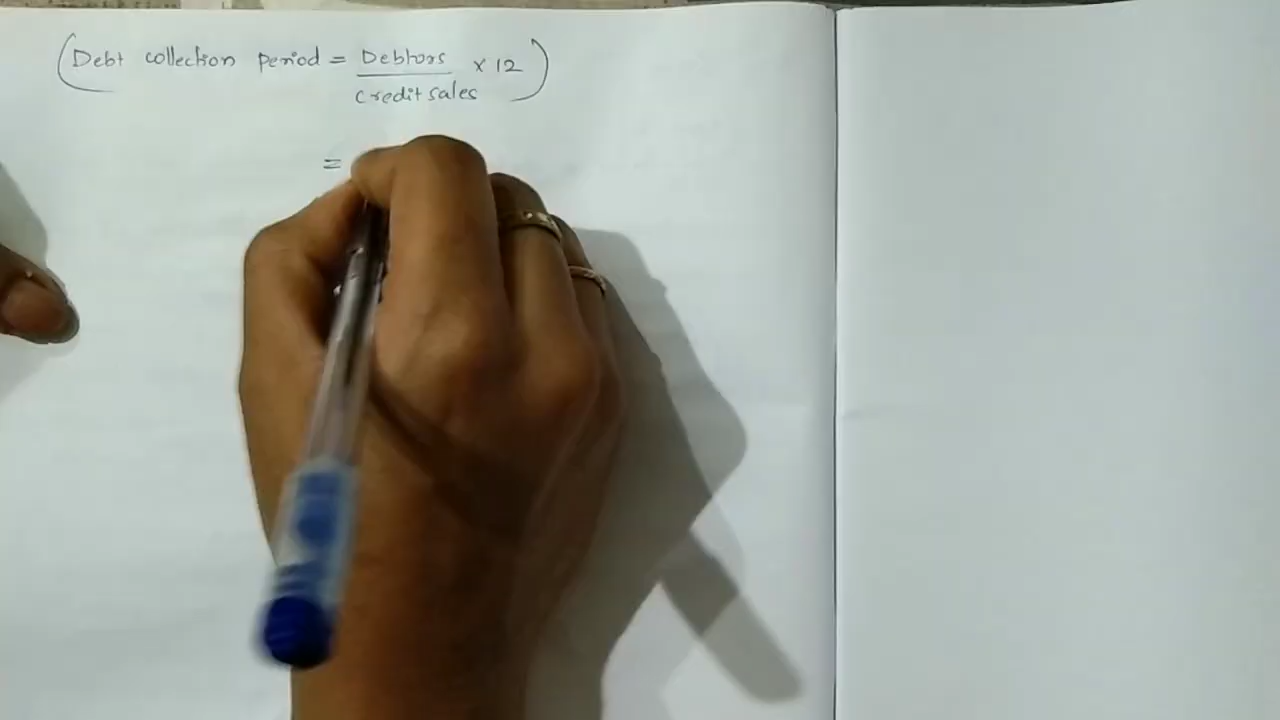 (Debt collection period = Debtors / Credit sales × 12)
=